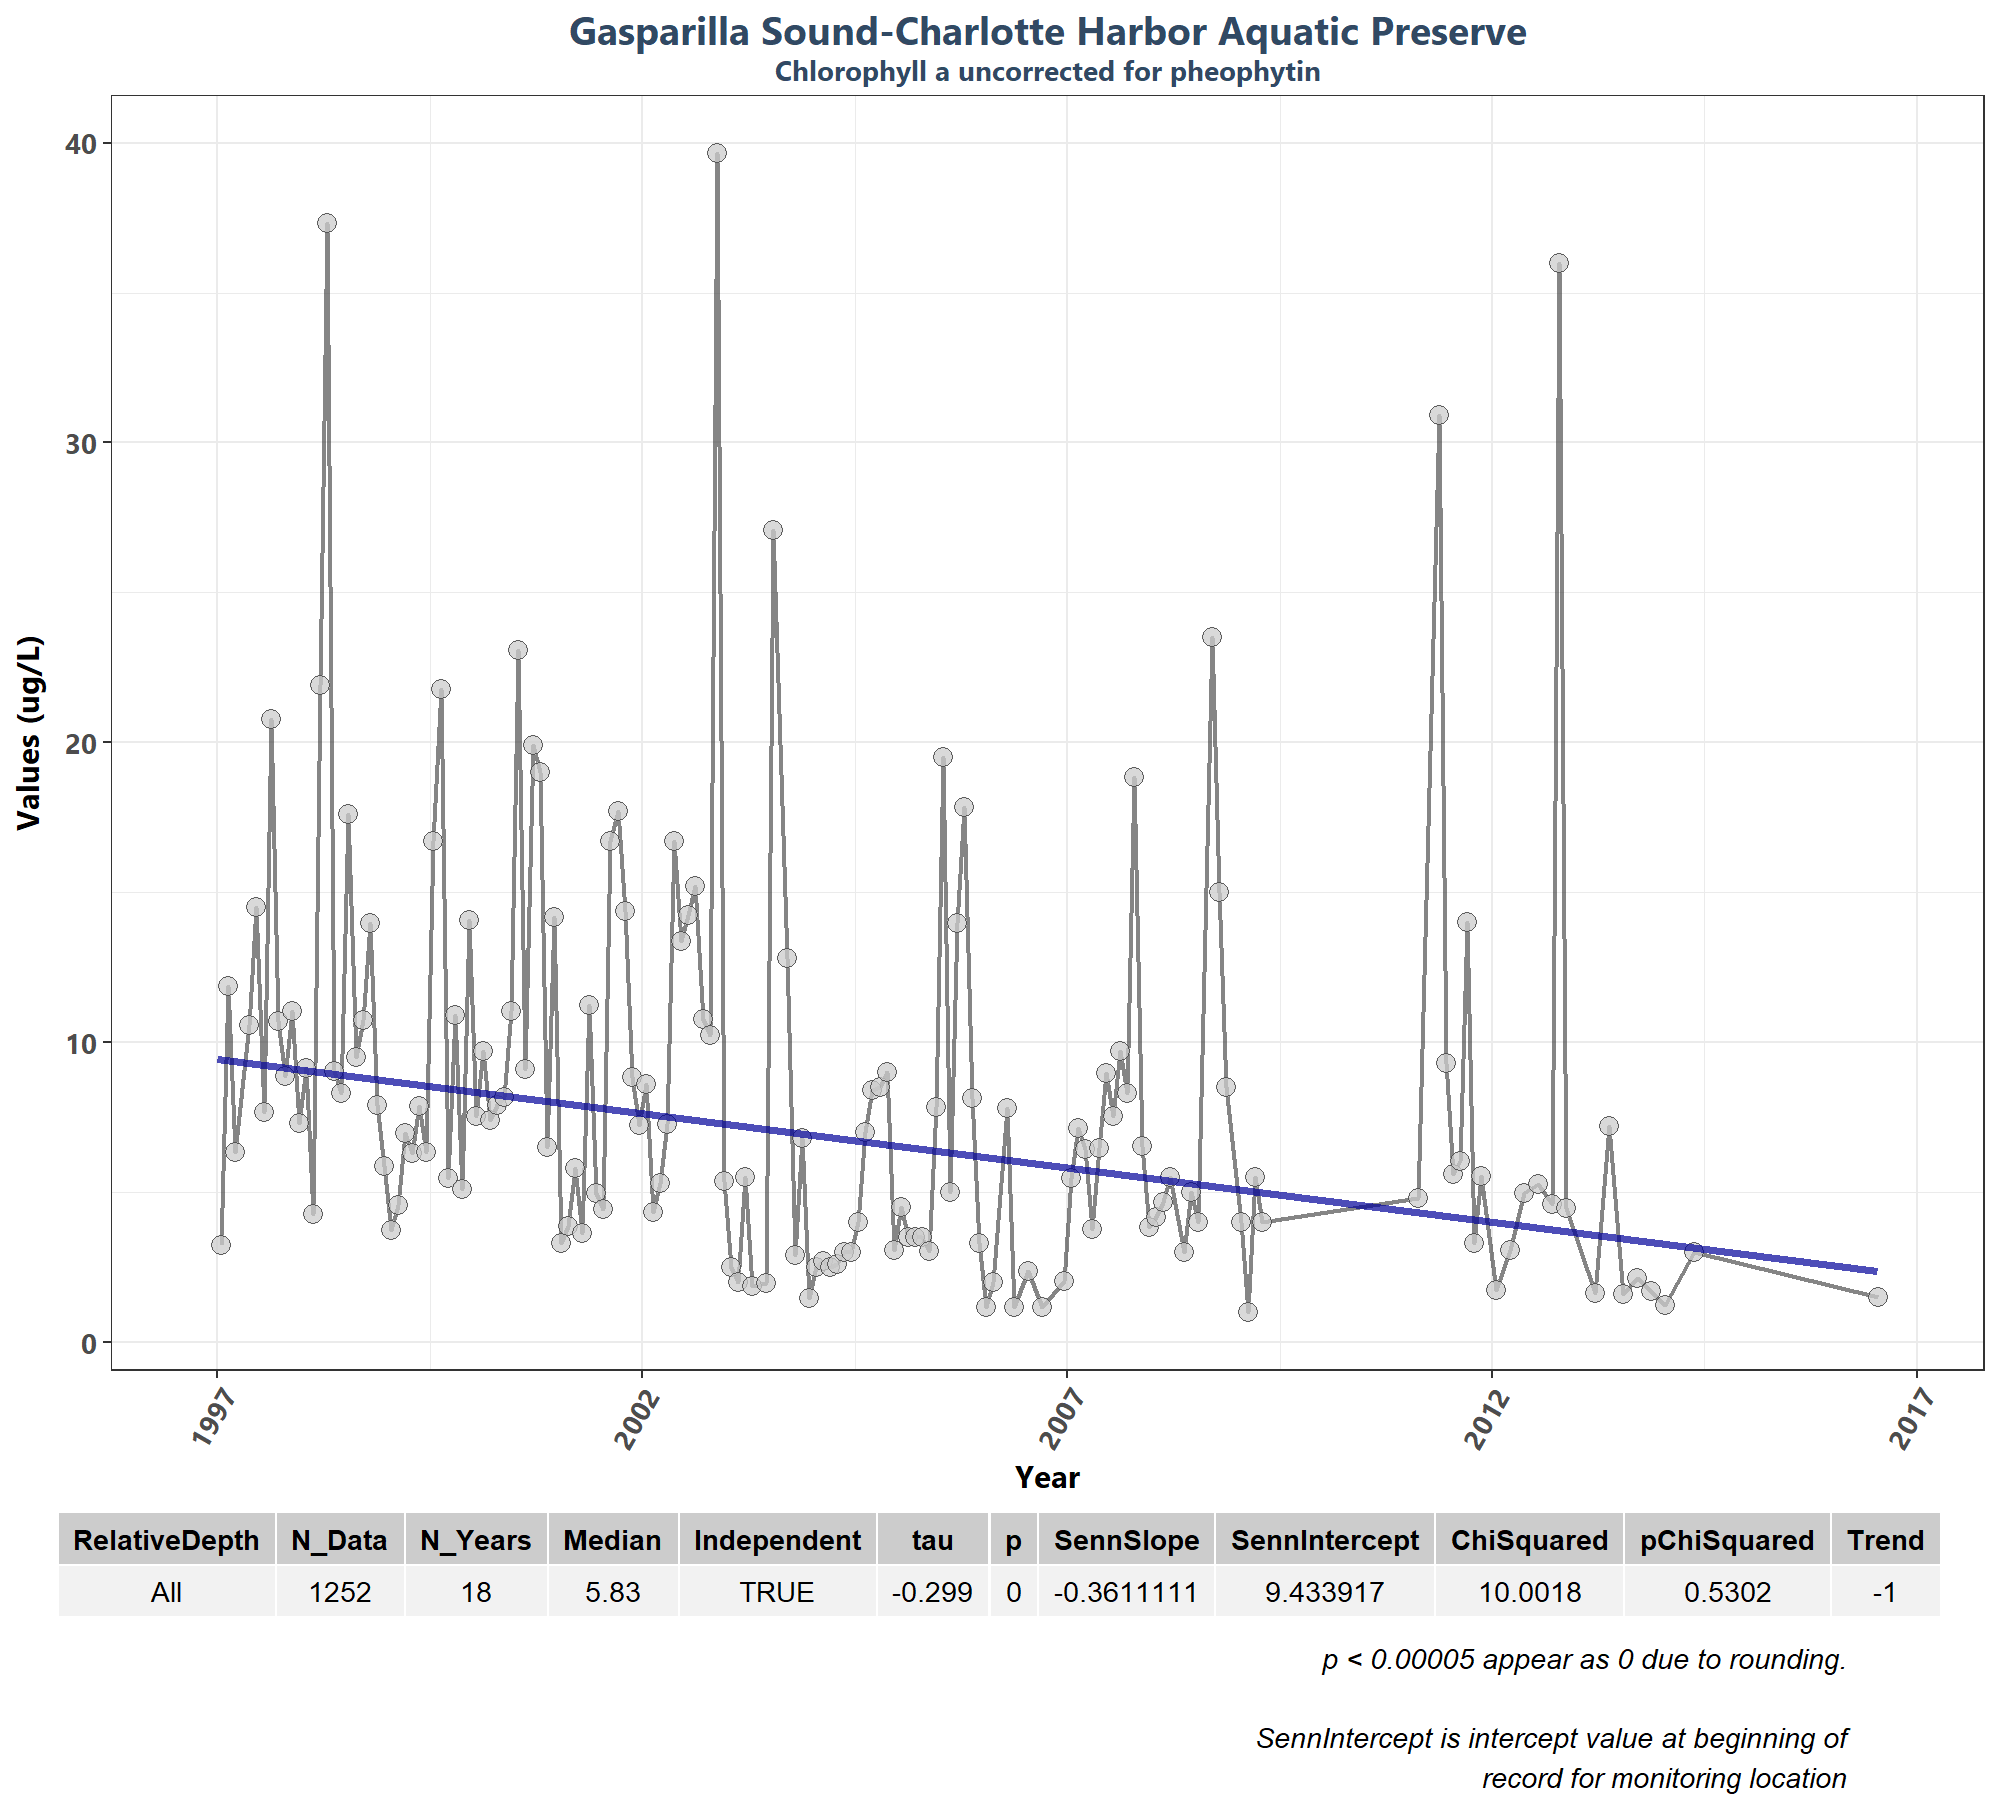 Gasparilla Sound-Charlotte Harbor Aquatic Preserve
Chlorophyll a uncorrected for pheophytin
40
30
20
10
0
Values (ug/L)
1997 2002 2007 2012 2017
Year
RelativeDepth N_Data N_Years Median Independent tau p SennSlope SennIntercept ChiSquared pChiSquared Trend
All 1252 18 5.83 TRUE -0.299 0 -0.3611111 9.433917 10.0018 0.5302 -1
p < 0.00005 appear as 0 due to rounding.
SennIntercept is intercept value at beginning of
record for monitoring location